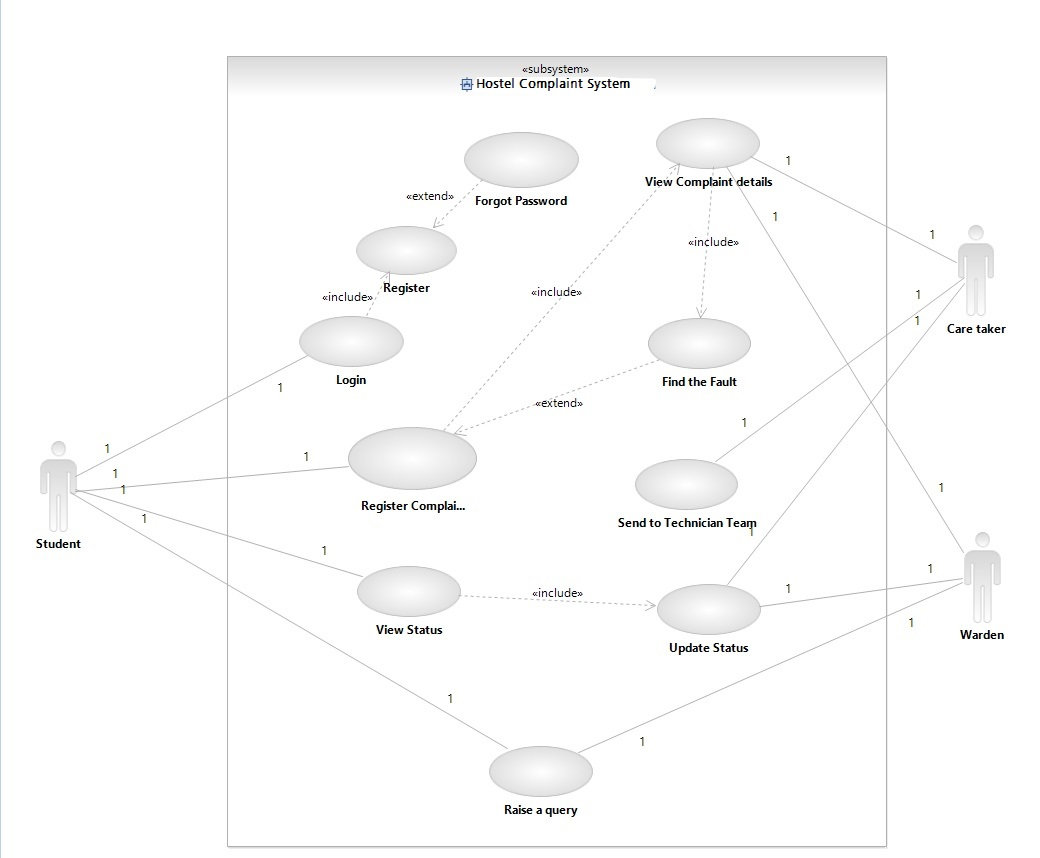 «subsystem»
Hostel Complaint System
View Complaint details
1
«extend»
Forgot Password
1
1
«include»
Register
«include»
«include»
1
Care taker
1
Login
Find the Fault
1
«extend»
1
1
1
1
1
1
Register Complai...
1
Send to Technician Team
1
Student
1
1
«include»
1
View Status
1
Warden
Update Status
1
1
Raise a query